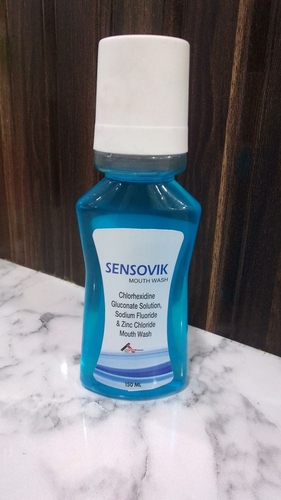 SENSOVIK
MOUTH WASH
Chlorhexidine
Gluconate Solution,
Sodium Fluoride
& Zinc Chloride
Mouth Wash
150 ML